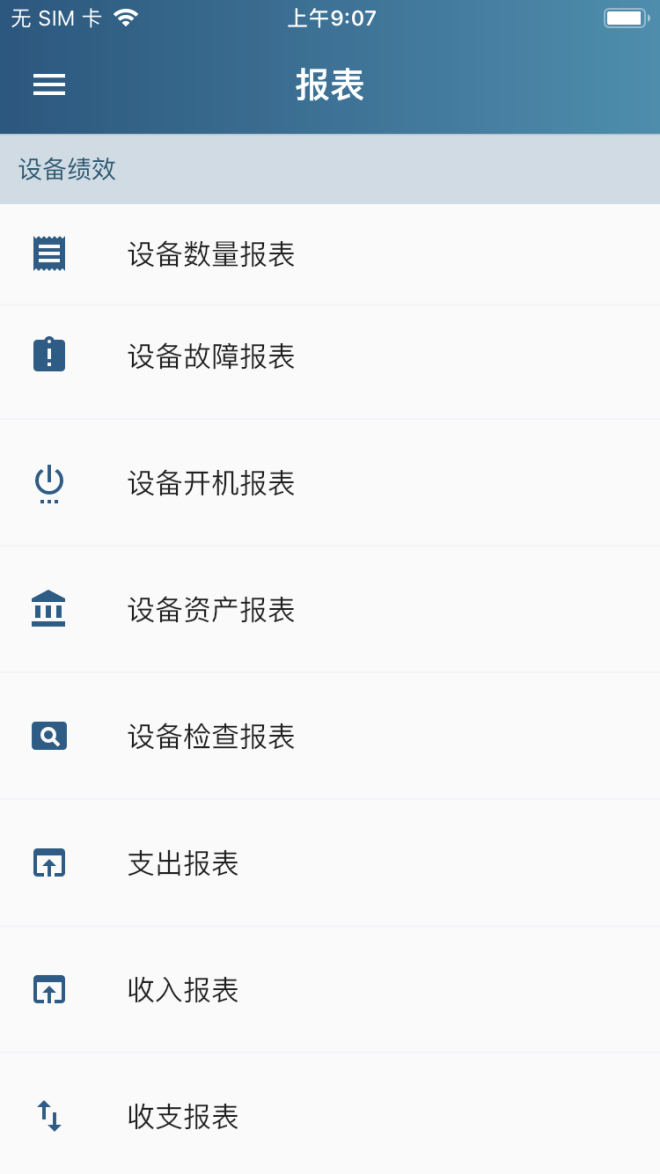 无 SIM 卡 上午9:07
报表
设备绩效
设备数量报表
设备故障报表
设备开机报表
设备资产报表
设备检查报表
支出报表
收入报表
收支报表